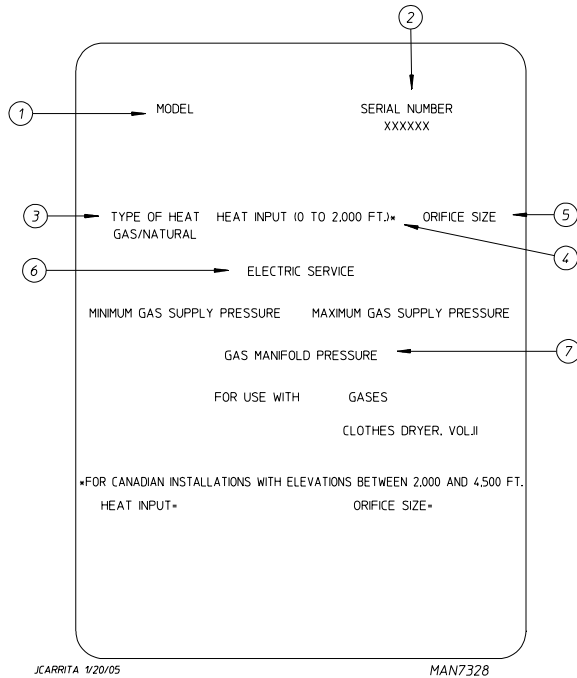 2
1 MODEL SERIAL NUMBER
XXXXXX
3 TYPE OF HEAT HEAT INPUT (0 TO 2,000 FT.)* ORIFICE SIZE 5
GAS/NATURAL
4
6 ELECTRIC SERVICE
MINIMUM GAS SUPPLY PRESSURE MAXIMUM GAS SUPPLY PRESSURE
GAS MANIFOLD PRESSURE 7
FOR USE WITH GASES
CLOTHES DRYER, VOL.II
*FOR CANADIAN INSTALLATIONS WITH ELEVATIONS BETWEEN 2,000 AND 4,500 FT.
HEAT INPUT= ORIFICE SIZE=
JCARRITA 1/20/05 MAN7328